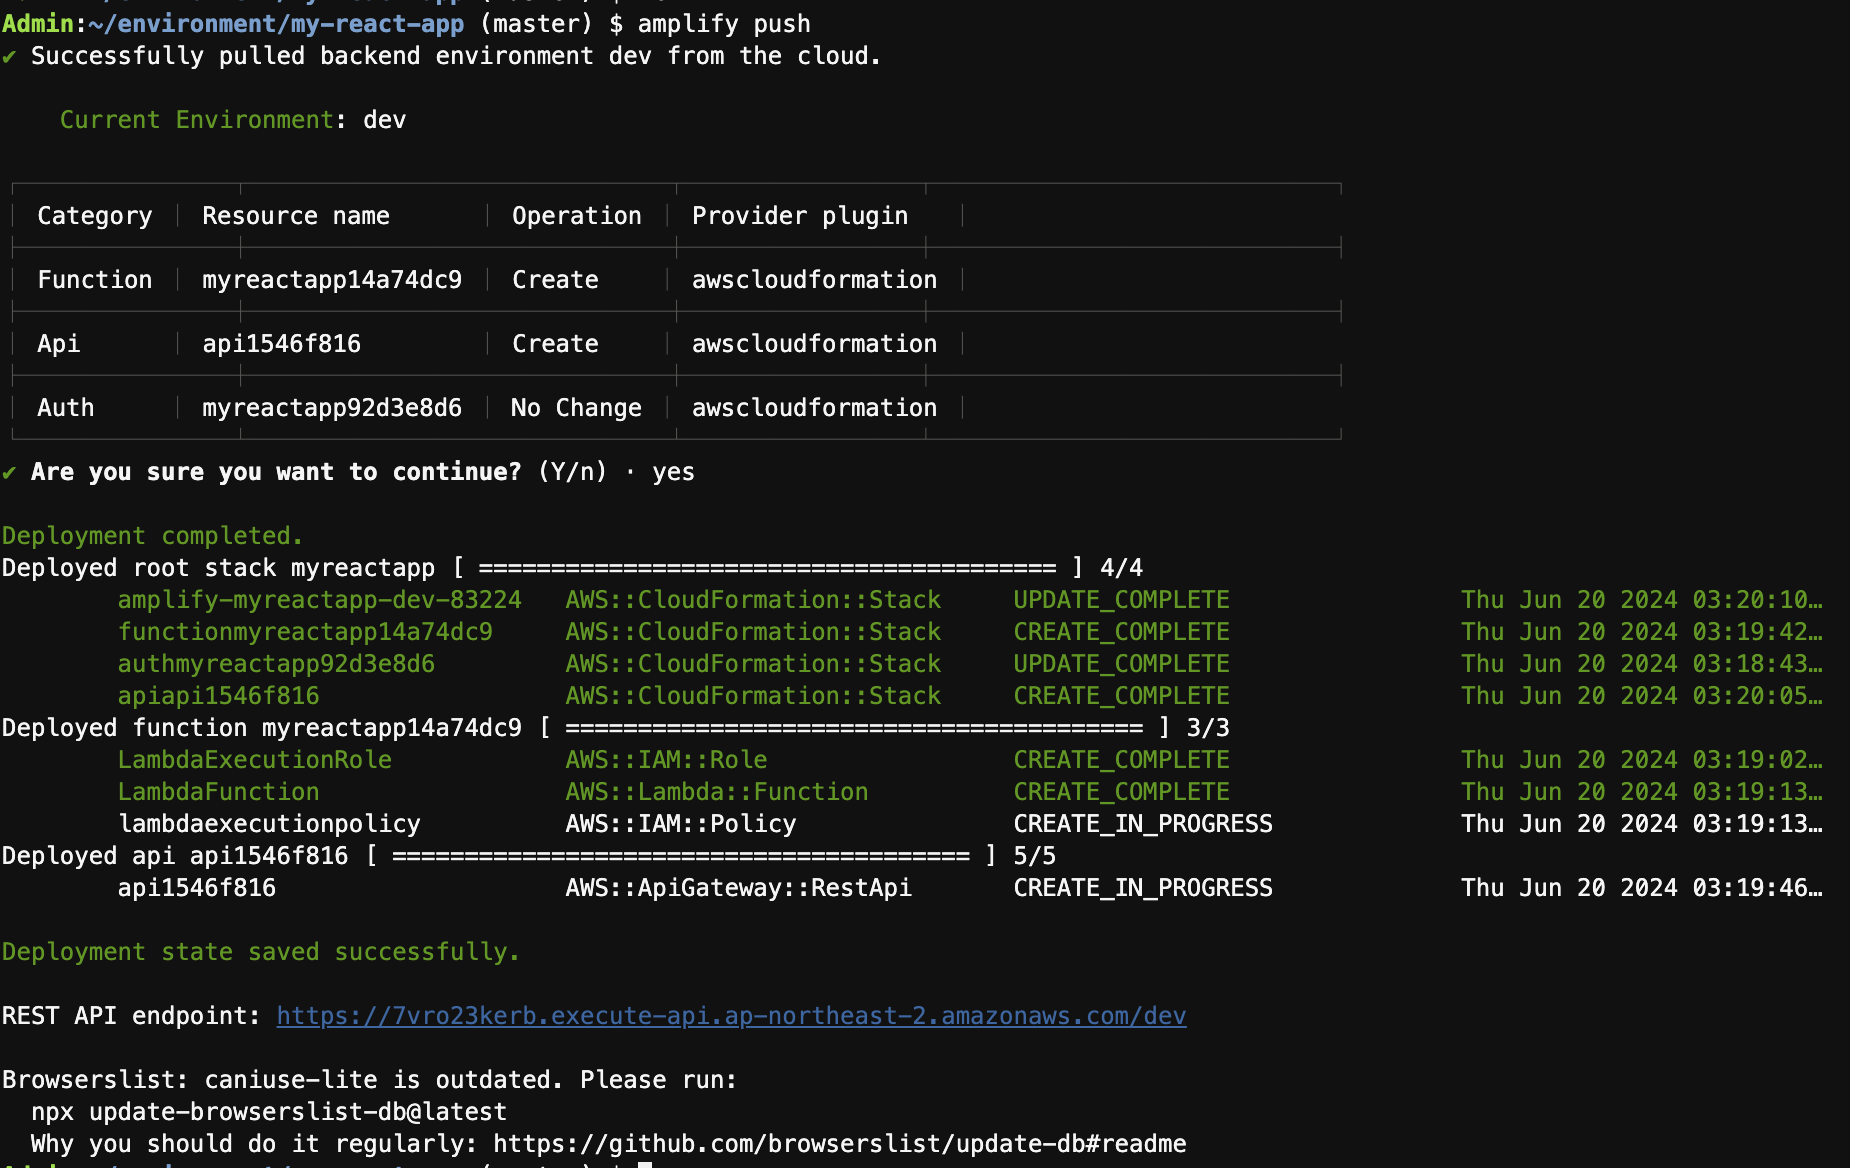 Admin:~/environment/my-react-app (master) $ amplify push
✔ Successfully pulled backend environment dev from the cloud.
Current Environment: dev
Category | Resource name | Operation | Provider plugin
Function | myreactapp14a74dc9 | Create | awscloudformation
Api | api1546f816 | Create | awscloudformation
Auth | myreactapp92d3e8d6 | No Change | awscloudformation
✔ Are you sure you want to continue? (Y/n) · yes
Deployment completed.
Deployed root stack myreactapp [ ======================================== ] 4/4
amplify-myreactapp-dev-83224 AWS::CloudFormation::Stack UPDATE_COMPLETE Thu Jun 20 2024 03:20:10…
functionmyreactapp14a74dc9 AWS::CloudFormation::Stack CREATE_COMPLETE Thu Jun 20 2024 03:19:42…
authmyreactapp92d3e8d6 AWS::CloudFormation::Stack UPDATE_COMPLETE Thu Jun 20 2024 03:18:43…
apiapi1546f816 AWS::CloudFormation::Stack CREATE_COMPLETE Thu Jun 20 2024 03:20:05…
Deployed function myreactapp14a74dc9 [ ======================================== ] 3/3
LambdaExecutionRole AWS::IAM::Role CREATE_COMPLETE Thu Jun 20 2024 03:19:02…
LambdaFunction AWS::Lambda::Function CREATE_COMPLETE Thu Jun 20 2024 03:19:13…
lambdaexecutionpolicy AWS::IAM::Policy CREATE_IN_PROGRESS Thu Jun 20 2024 03:19:13…
Deployed api api1546f816 [ ======================================== ] 5/5
api1546f816 AWS::ApiGateway::RestApi CREATE_IN_PROGRESS Thu Jun 20 2024 03:19:46…
Deployment state saved successfully.
REST API endpoint: https://7vro23kerb.execute-api.ap-northeast-2.amazonaws.com/dev
Browserslist: caniuse-lite is outdated. Please run:
npx update-browserslist-db@latest
Why you should do it regularly: https://github.com/browserslist/update-db#readme